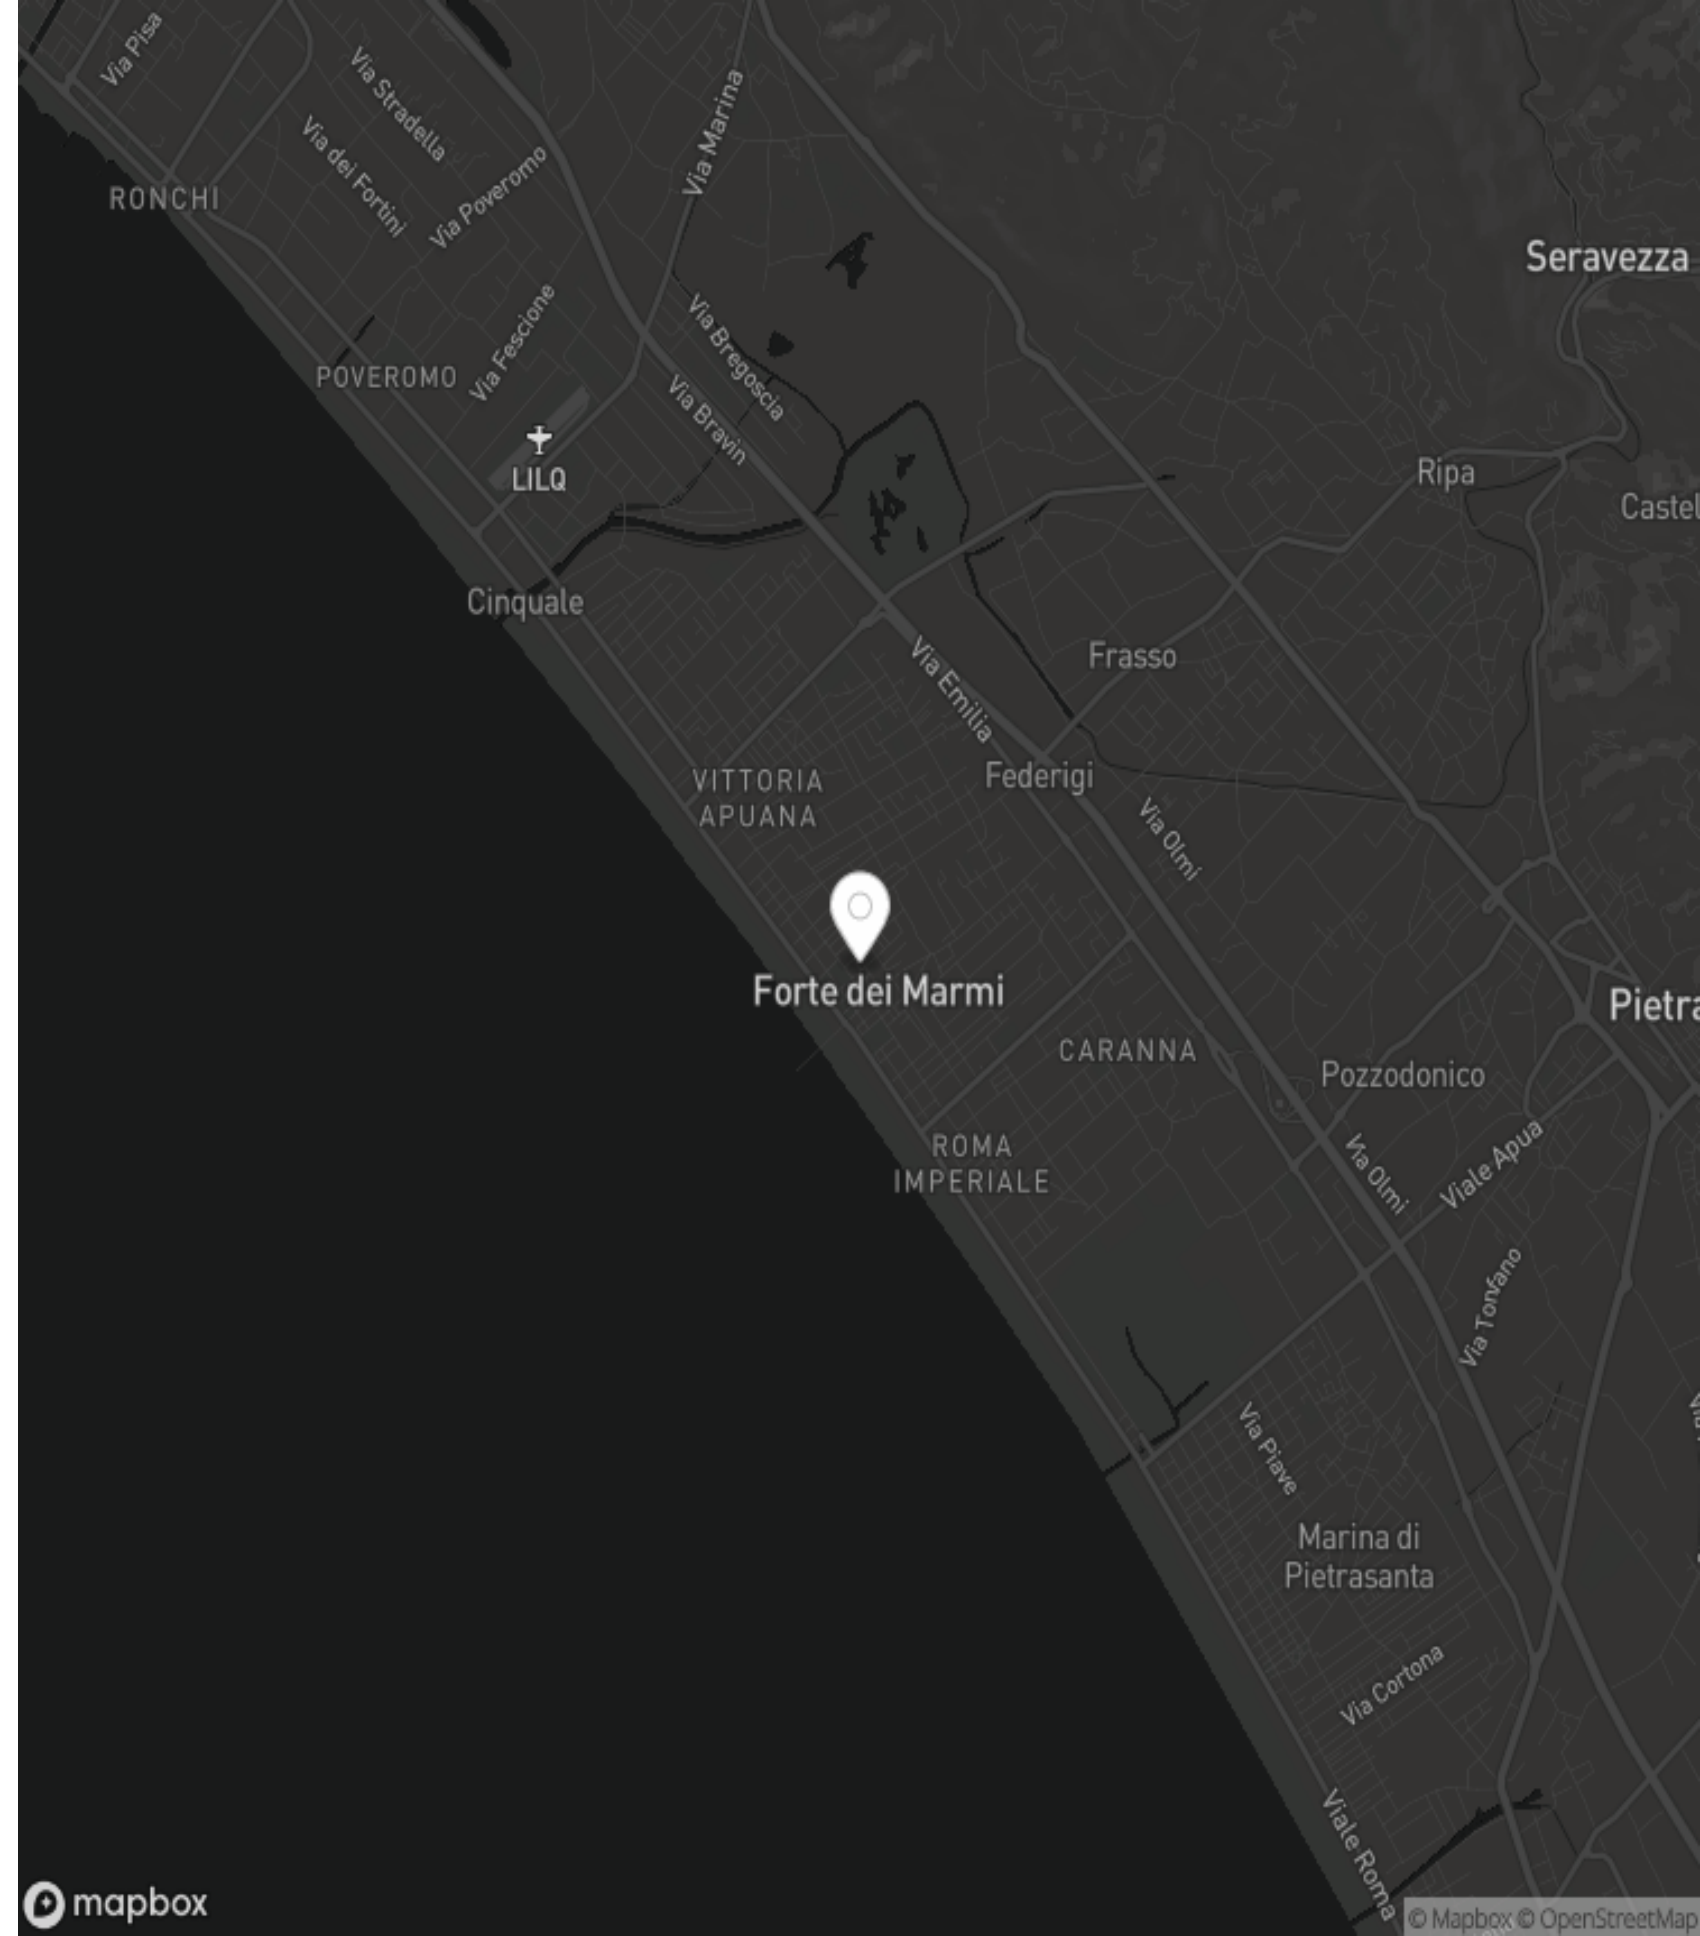 Via Pisa
Via Stradella
Via Marina
Via dei Fortini
Via Poveromo
RONCHI
Seravezza
Via Fescione
Via Bregoscia
POVEROMO
Via Bravin
LILQ
Ripa
Castel
Cinquale
Frasso
Via Emilia
VITTORIA
APUANA
Federigi
Via Olmi
Forte dei Marmi
Pietra
CARANNA
Pozzodonico
ROMA
IMPERIALE
Via Olmi
Viale Apua
Via Tonfano
Via Piave
Marina di
Pietrasanta
Via Cortona
Viale Roma
mapbox
© Mapbox © OpenStreetMap